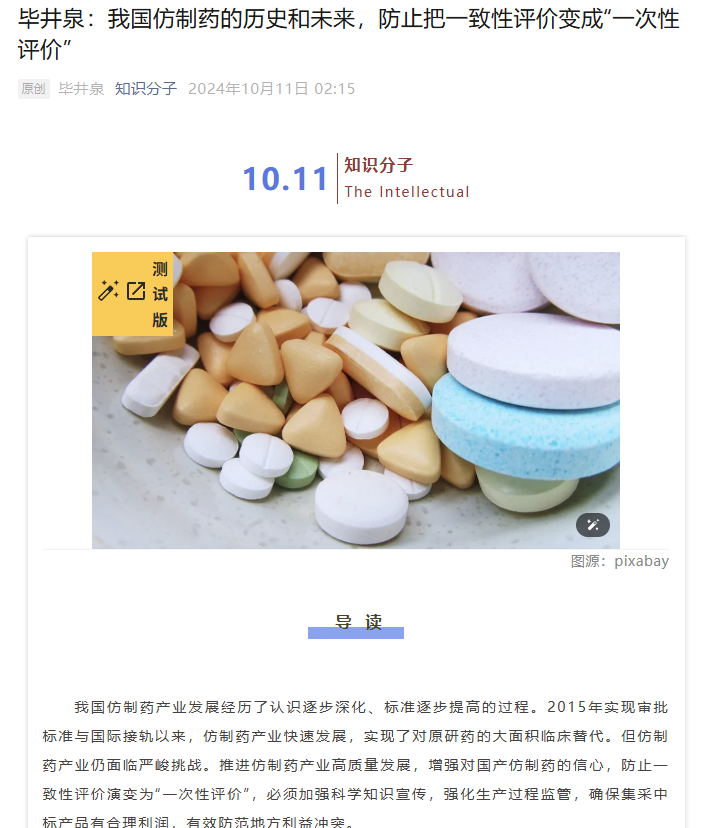 毕井泉：我国仿制药的历史和未来，防止把一致性评价变成“一次性
评价”
原创 毕井泉 知识分子 2024年10月11日 02:15
10.11
知识分子
The Intellectual
测
试
版
图源：pixabay
导 读
我国仿制药产业发展经历了认识逐步深化、标准逐步提高的过程。2015年实现审批
标准与国际接轨以来，仿制药产业快速发展，实现了对原研药的大面积临床替代。但仿制
药产业仍面临严峻挑战。推进仿制药产业高质量发展，增强对国产仿制药的信心，防止一
致性评价演变为“一次性评价”，必须加强科学知识宣传，强化生产过程监管，确保集采中
标产品有合理利润，有效防范地方利益冲突。